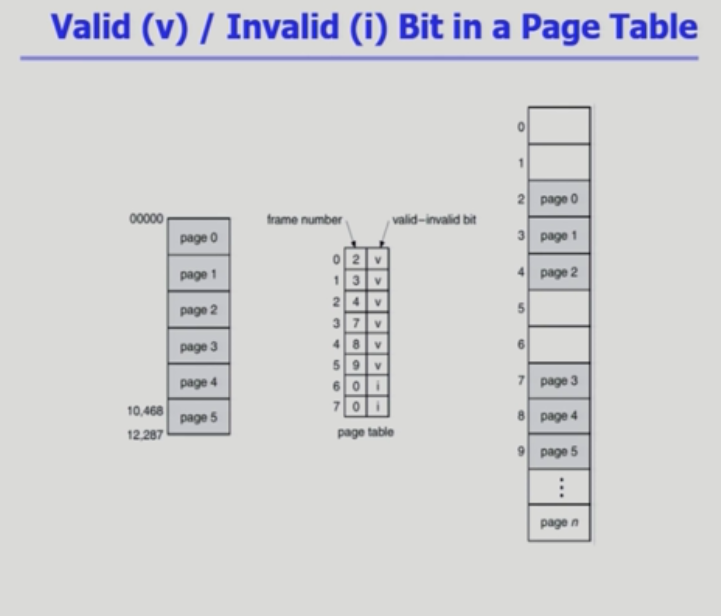 Valid (v) / Invalid (i) Bit in a Page Table
00000
page 0
page 1
page 2
page 3
page 4
10,468
page 5
12,287
frame number
valid–invalid bit
0 2 v
1 3 v
2 4 v
3 7 v
4 8 v
5 9 v
6 0 i
7 0 i
page table
0
1
2 page 0
3 page 1
4 page 2
5
6
7 page 3
8 page 4
9 page 5
⋮
page n